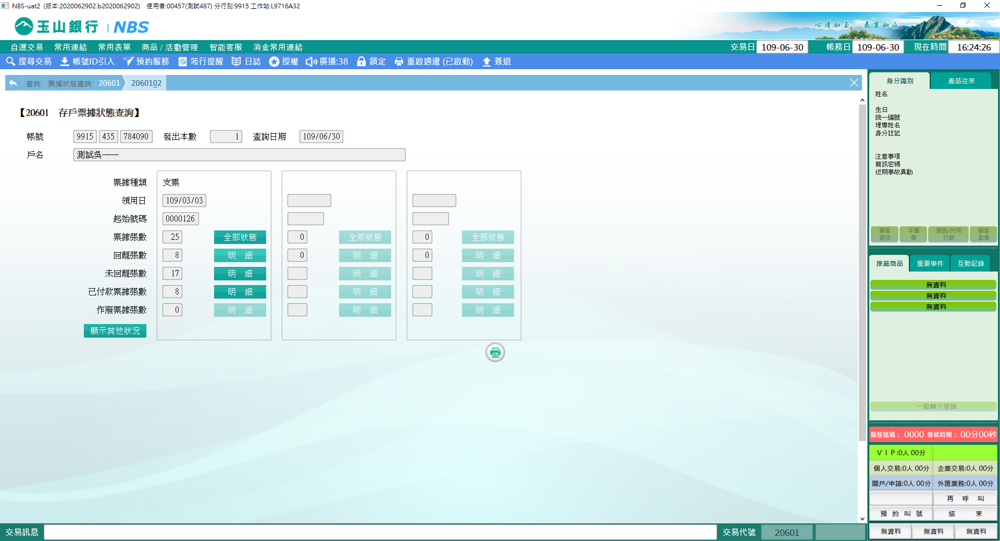 NBS-uat2 (版本:2020062902.b2020062902) 使用者:00457(測試487) 分行別:9915 工作站:L9716A32
玉山銀行 | NBS
心清如玉。義重如山。
自選交易 常用連結 常用表單 商品 / 活動管理 智能客服 消金常用連結 交易日 109-06-30 帳務日 109-06-30 現在時間 16:24:26
搜尋交易 帳號ID引入 預約服務 蒞行提醒 日誌 授權 廣播:38 鎖定 重啟週邊 (已啟動) 簽退
查詢 票據狀態查詢 20601 2060102
【20601 存戶票據狀態查詢】
帳號 9915 435 784090 發出本數 1 查詢日期 109/06/30
戶名 測試吳一一
票據種類 支票
領用日 109/03/03
起始號碼 0000126
票據張數 25 全部狀態 0 全部狀態 0 全部狀態
回籠張數 8 明 細 0 明 細 0 明 細
未回籠張數 17 明 細 明 細 明 細
已付款票據張數 8 明 細 明 細 明 細
作廢票據張數 0 明 細 明 細 明 細
顯示其他狀況
身分識別 產品往來
姓名
生日
統一編號
理專姓名
身分註記
注意事項
簡訊密碼
近期事故異動
顧客資訊 手續費 通路/共同行銷 顧客影像
推薦商品 重要事件 互動記錄
無資料
無資料
無資料
一般轉介登錄
服務號碼： 0000 等候時間： 00分00秒
ＶＩＰ:0人 00分
個人交易:0人 00分 企業交易:0人 00分
開戶/申請:0人 00分 外匯業務:0人 00分
再 呼 叫
預 約 叫 號 結 束
無資料 無資料 無資料
交易訊息 交易代號 20601